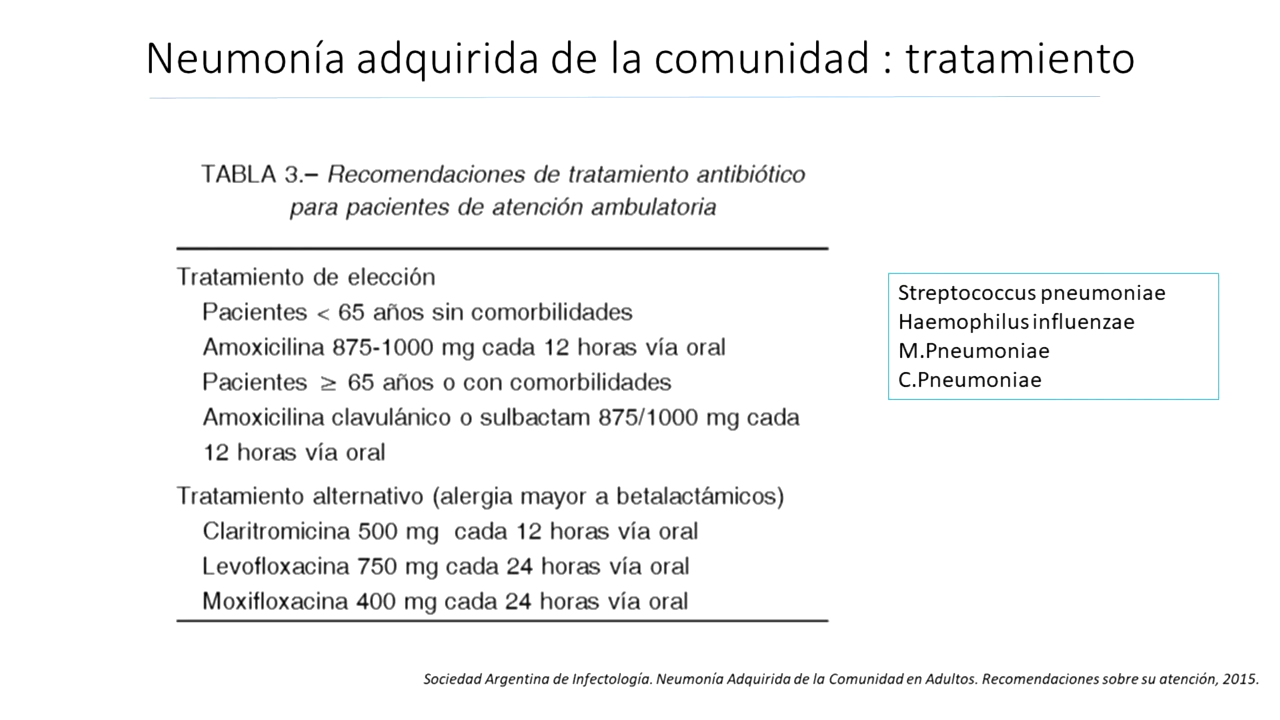 Neumonía adquirida de la comunidad : tratamiento
TABLA 3.– Recomendaciones de tratamiento antibiótico
para pacientes de atención ambulatoria
Tratamiento de elección
Pacientes < 65 años sin comorbilidades
Amoxicilina 875-1000 mg cada 12 horas vía oral
Pacientes ≥ 65 años o con comorbilidades
Amoxicilina clavulánico o sulbactam 875/1000 mg cada
12 horas vía oral
Tratamiento alternativo (alergia mayor a betalactámicos)
Claritromicina 500 mg cada 12 horas vía oral
Levofloxacina 750 mg cada 24 horas vía oral
Moxifloxacina 400 mg cada 24 horas vía oral
Streptococcus pneumoniae
Haemophilus influenzae
M.Pneumoniae
C.Pneumoniae
Sociedad Argentina de Infectología. Neumonía Adquirida de la Comunidad en Adultos. Recomendaciones sobre su atención, 2015.